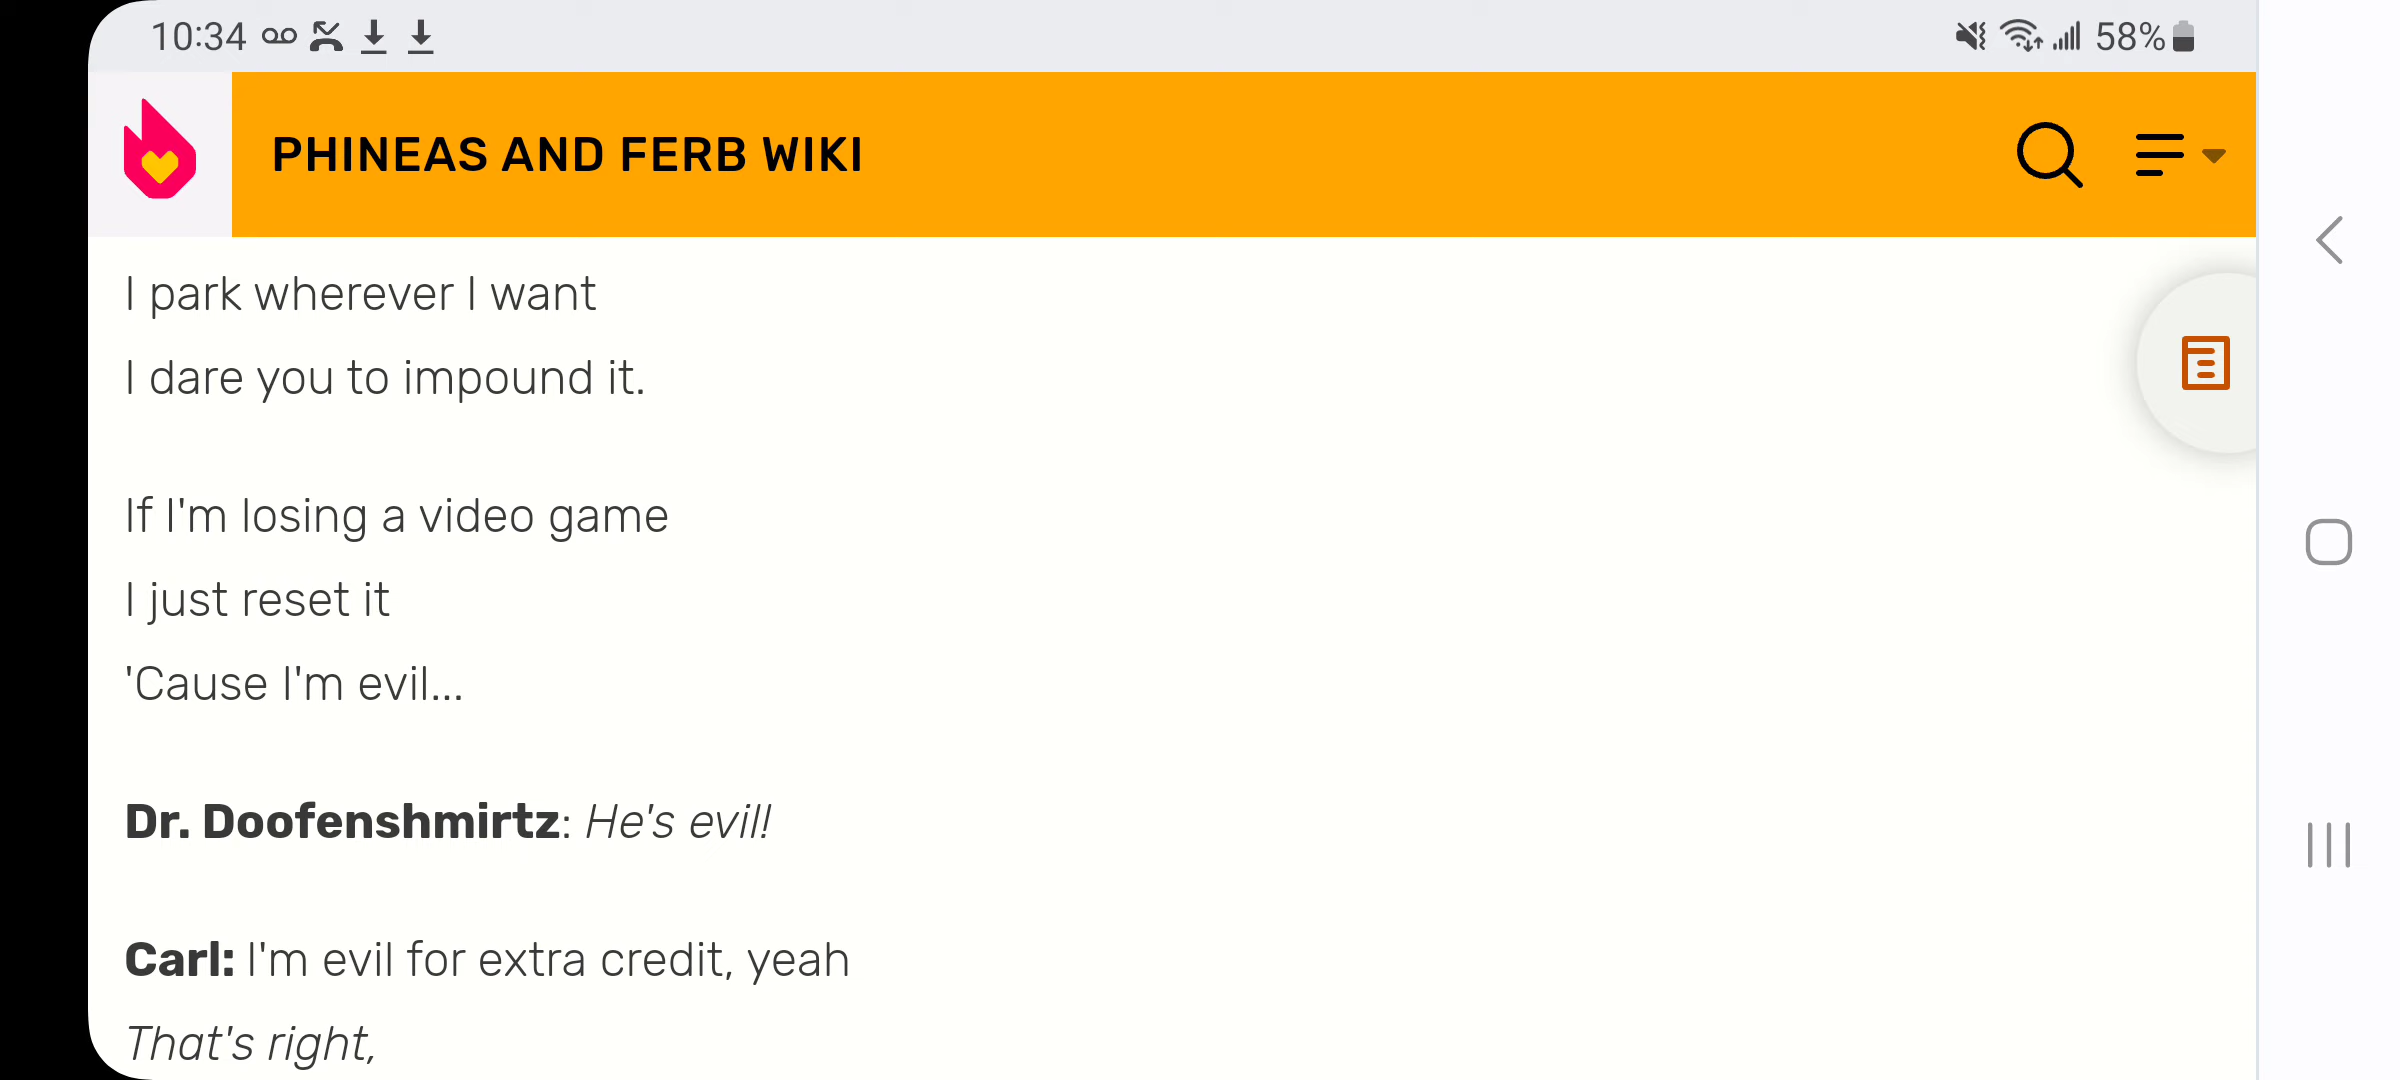 10:34 58%
PHINEAS AND FERB WIKI
I park wherever I want
I dare you to impound it.
If I'm losing a video game
I just reset it
'Cause I'm evil...
Dr. Doofenshmirtz: He's evil!
Carl: I'm evil for extra credit, yeah
That's right,